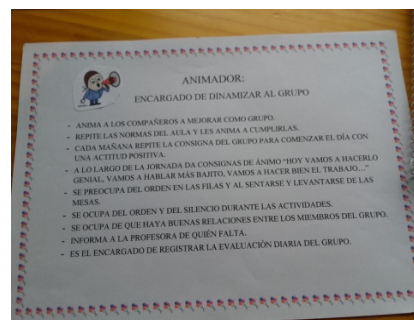 ANIMADOR:
ENCARGADO DE DINAMIZAR AL GRUPO
- ANIMA A LOS COMPAÑEROS A MEJORAR COMO GRUPO.
- REPITE LAS NORMAS DEL AULA Y LES ANIMA A CUMPLIRLAS.
- CADA MAÑANA REPITE LA CONSIGNA DEL GRUPO PARA COMENZAR EL DÍA CON
UNA ACTITUD POSITIVA.
- A LO LARGO DE LA JORNADA DA CONSIGNAS DE ÁNIMO "HOY VAMOS A HACERLO
GENIAL, VAMOS A HABLAR MÁS BAJITO, VAMOS A HACER BIEN EL TRABAJO..."
- SE PREOCUPA DEL ORDEN EN LAS FILAS Y AL SENTARSE Y LEVANTARSE DE LAS
MESAS.
- SE OCUPA DEL ORDEN Y DEL SILENCIO DURANTE LAS ACTIVIDADES.
- SE OCUPA DE QUE HAYA BUENAS RELACIONES ENTRE LOS MIEMBROS DEL GRUPO.
- INFORMA A LA PROFESORA DE QUIÉN FALTA.
- ES EL ENCARGADO DE REGISTRAR LA EVALUACIÓN DIARIA DEL GRUPO.